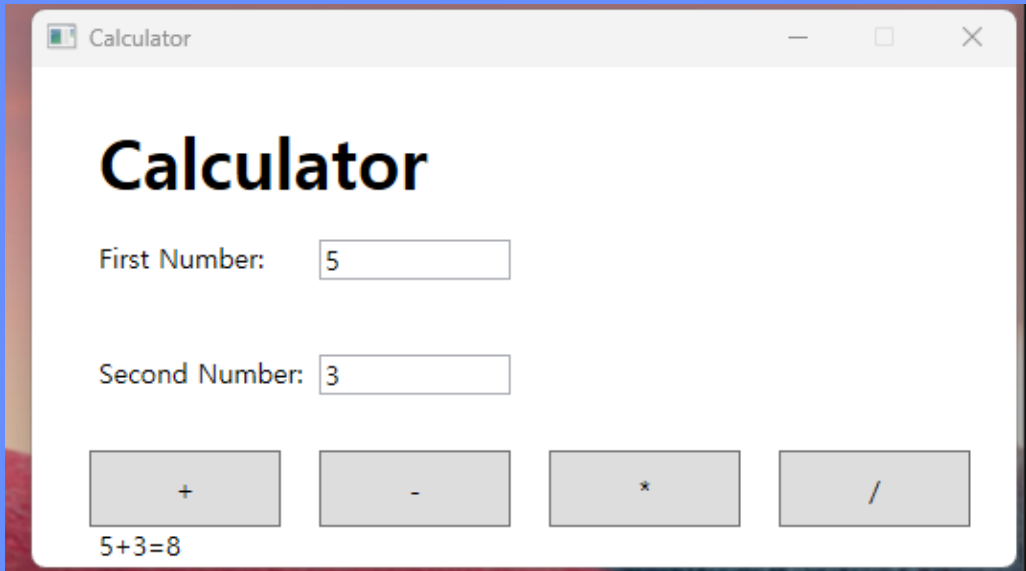 Calculator
Calculator
First Number: 5
Second Number: 3
+ - * /
5+3=8